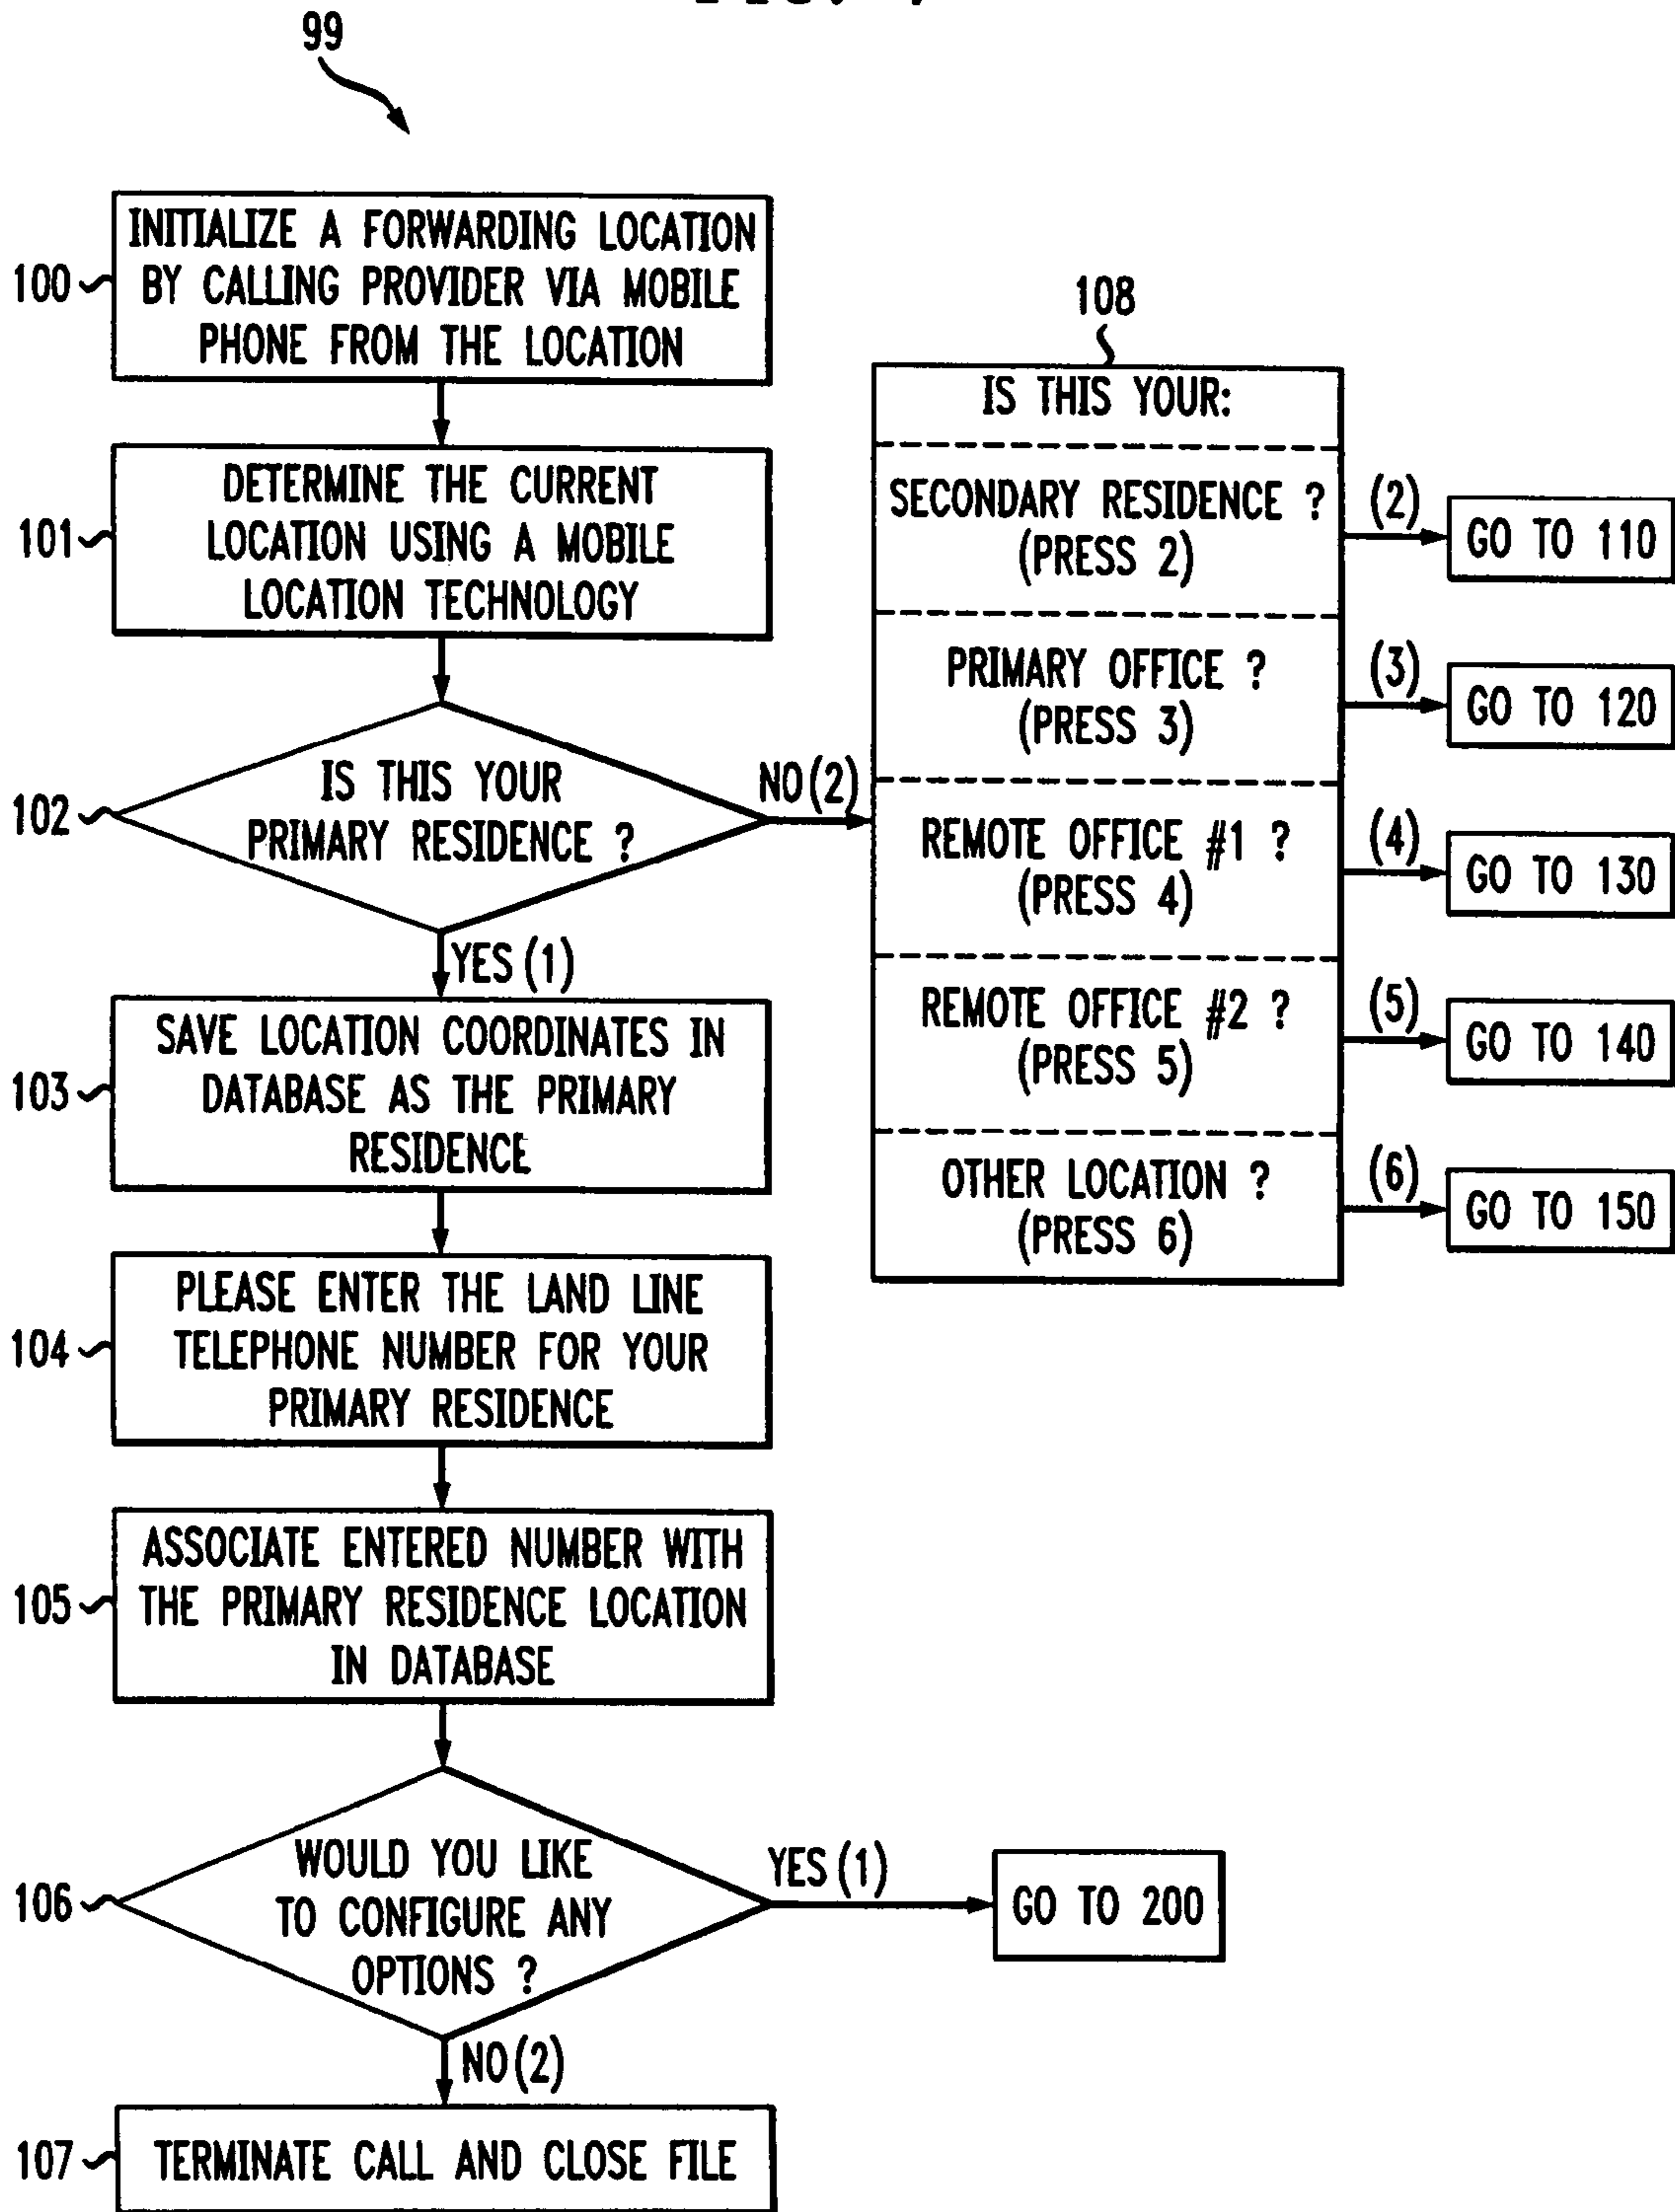 99
100
INITIALIZE A FORWARDING LOCATION
BY CALLING PROVIDER VIA MOBILE
PHONE FROM THE LOCATION
101
DETERMINE THE CURRENT
LOCATION USING A MOBILE
LOCATION TECHNOLOGY
102
IS THIS YOUR
PRIMARY RESIDENCE ?
NO(2)
YES(1)
103
SAVE LOCATION COORDINATES IN
DATABASE AS THE PRIMARY
RESIDENCE
104
PLEASE ENTER THE LAND LINE
TELEPHONE NUMBER FOR YOUR
PRIMARY RESIDENCE
105
ASSOCIATE ENTERED NUMBER WITH
THE PRIMARY RESIDENCE LOCATION
IN DATABASE
106
WOULD YOU LIKE
TO CONFIGURE ANY
OPTIONS ?
YES(1)
GO TO 200
NO(2)
107
TERMINATE CALL AND CLOSE FILE
108
IS THIS YOUR:
SECONDARY RESIDENCE ?
(PRESS 2)
(2)
GO TO 110
PRIMARY OFFICE ?
(PRESS 3)
(3)
GO TO 120
REMOTE OFFICE #1 ?
(PRESS 4)
(4)
GO TO 130
REMOTE OFFICE #2 ?
(PRESS 5)
(5)
GO TO 140
OTHER LOCATION ?
(PRESS 6)
(6)
GO TO 150